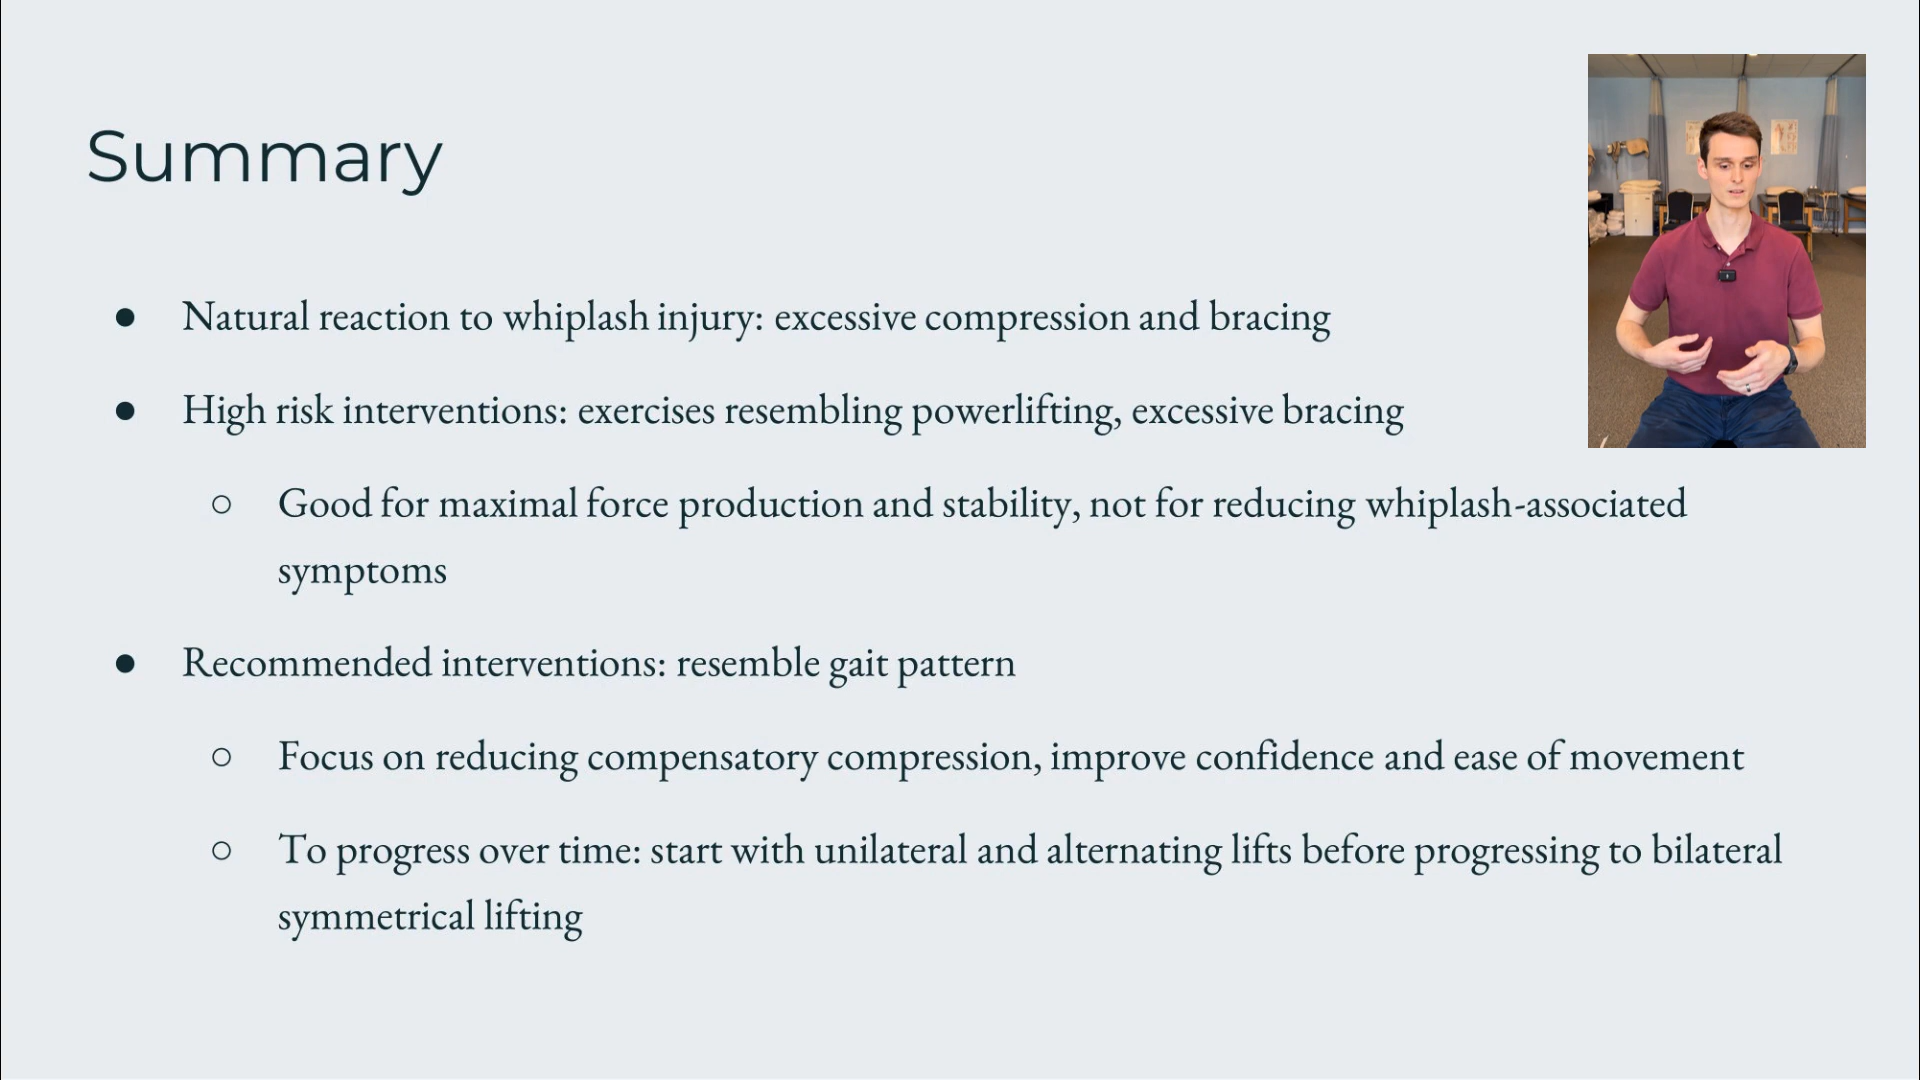 Summary
● Natural reaction to whiplash injury: excessive compression and bracing
● High risk interventions: exercises resembling powerlifting, excessive bracing
○ Good for maximal force production and stability, not for reducing whiplash-associated
symptoms
● Recommended interventions: resemble gait pattern
○ Focus on reducing compensatory compression, improve confidence and ease of movement
○ To progress over time: start with unilateral and alternating lifts before progressing to bilateral
symmetrical lifting